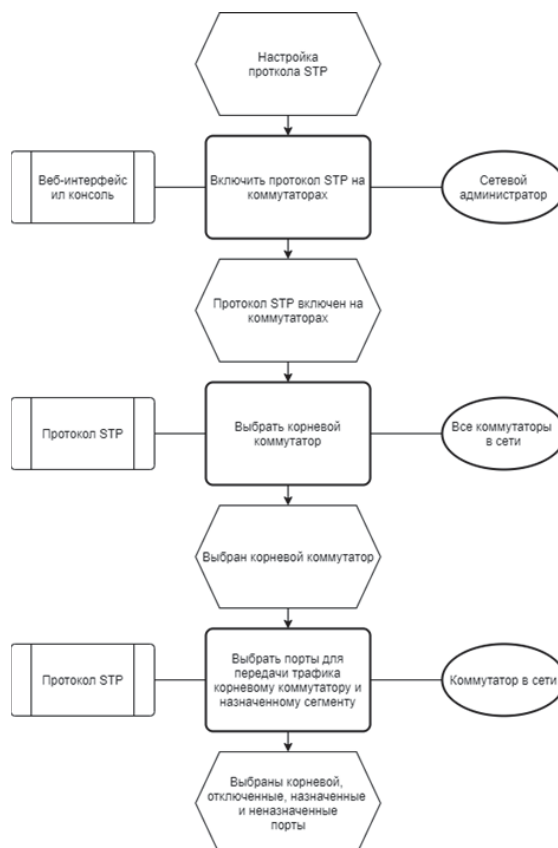 Настройка
проткола STP
Веб-интерфейс
ил консоль
Включить протокол STP на
коммутаторах
Сетевой
администратор
Протокол STP включен на
коммутаторах
Протокол STP
Выбрать корневой
коммутатор
Все коммутаторы
в сети
Выбран корневой коммутатор
Протокол STP
Выбрать порты для
передачи трафика
корневому коммутатору и
назначенному сегменту
Коммутатор в сети
Выбраны корневой,
отключенные, назначенные
и неназначенные
порты